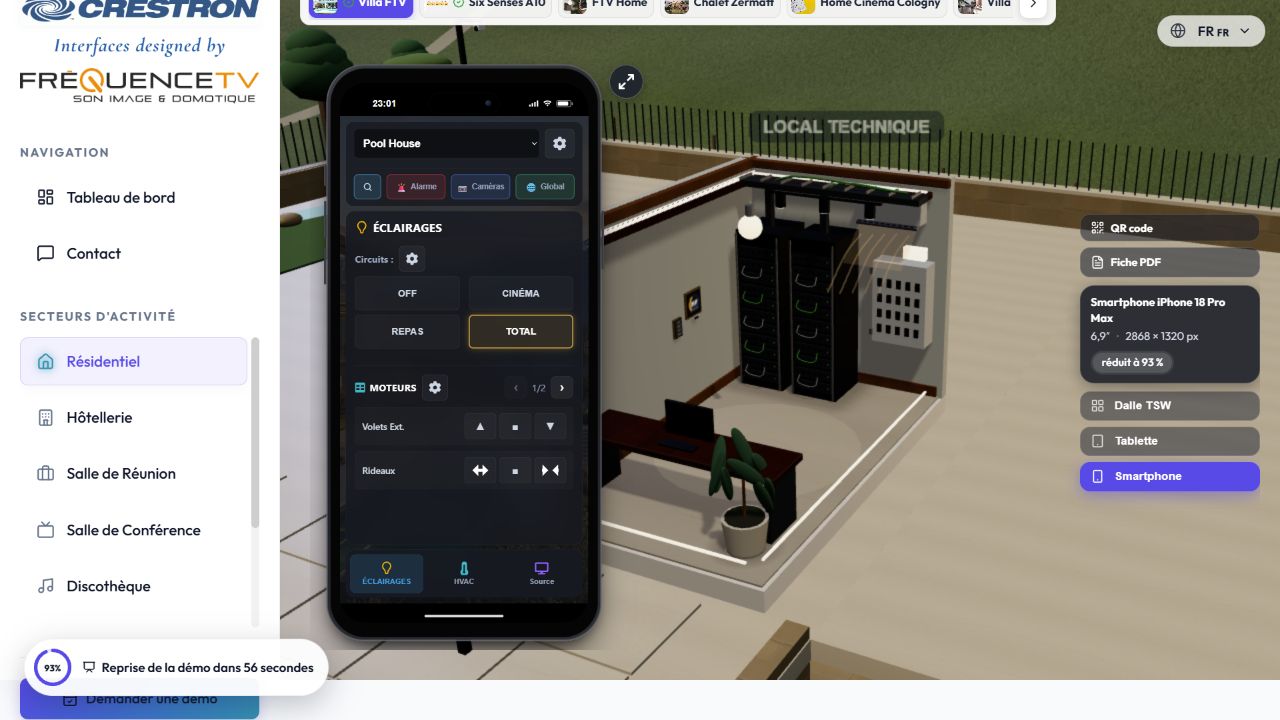 CRESTRON
Interfaces designed by
FRÉQUENCETV
SON IMAGE & DOMOTIQUE
NAVIGATION
Tableau de bord
Contact
SECTEURS D'ACTIVITÉ
Résidentiel
Hôtellerie
Salle de Réunion
Salle de Conférence
Discothèque
93%
Reprise de la démo dans 56 secondes
Demander une démo
Villa FTV
Six Senses A10
FTV Home
Chalet Zermatt
Home Cinema Cologny
Villa
FR FR
23:01
Pool House
Alarme
Caméras
Global
ÉCLAIRAGES
Circuits :
OFF
CINÉMA
REPAS
TOTAL
MOTEURS
1/2
Volets Ext.
Rideaux
ÉCLAIRAGES
HVAC
Source
LOCAL TECHNIQUE
QR code
Fiche PDF
Smartphone iPhone 18 Pro
Max
6,9" · 2868 × 1320 px
réduit à 93 %
Dalle TSW
Tablette
Smartphone